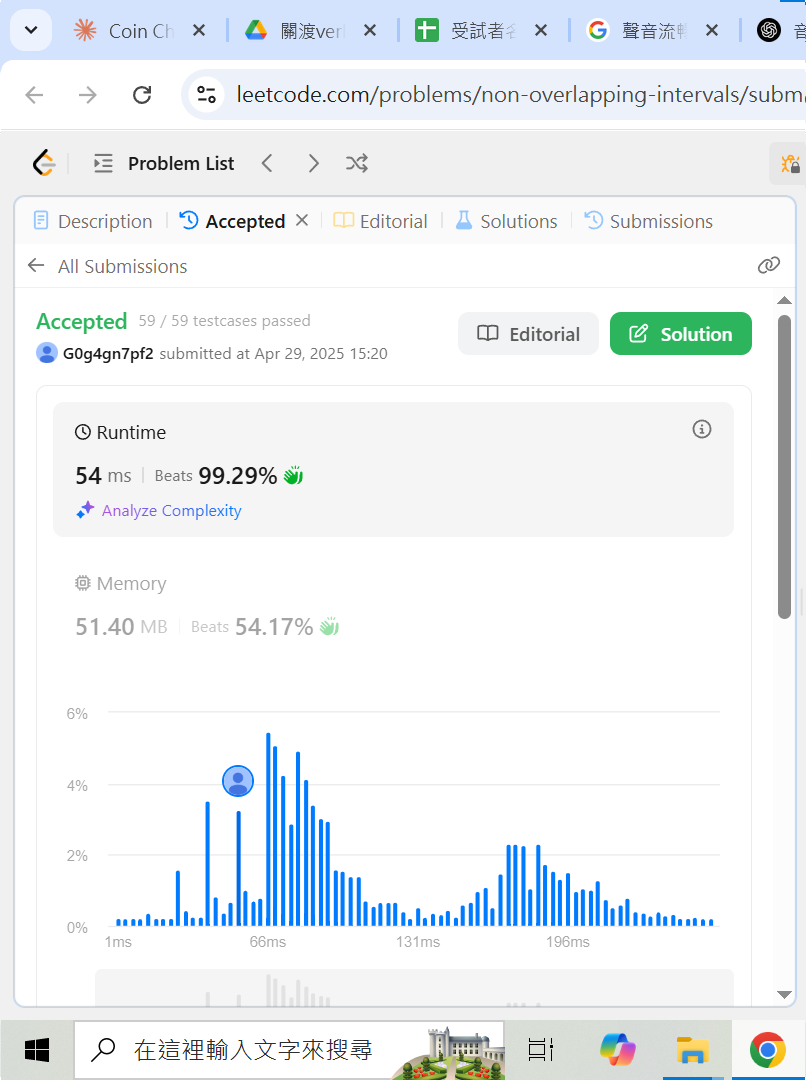 Coin Ch
關渡ver
受試者名
聲音流轉
音
leetcode.com/problems/non-overlapping-intervals/subm
Problem List
Description
Accepted
Editorial
Solutions
Submissions
All Submissions
Accepted 59 / 59 testcases passed
G0g4gn7pf2 submitted at Apr 29, 2025 15:20
Editorial
Solution
Runtime
54 ms Beats 99.29%
Analyze Complexity
Memory
51.40 MB Beats 54.17%
6%
4%
2%
0%
1ms 66ms 131ms 196ms
在這裡輸入文字來搜尋